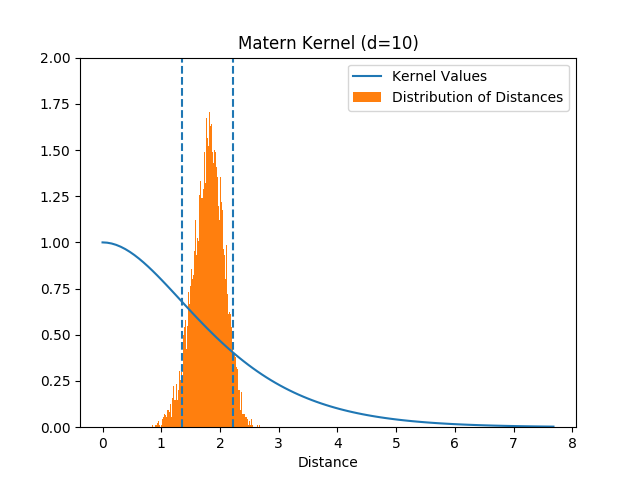 Matern Kernel (d=10)
2.00
1.75
1.50
1.25
1.00
0.75
0.50
0.25
0.00
Kernel Values
Distribution of Distances
0 1 2 3 4 5 6 7 8
Distance